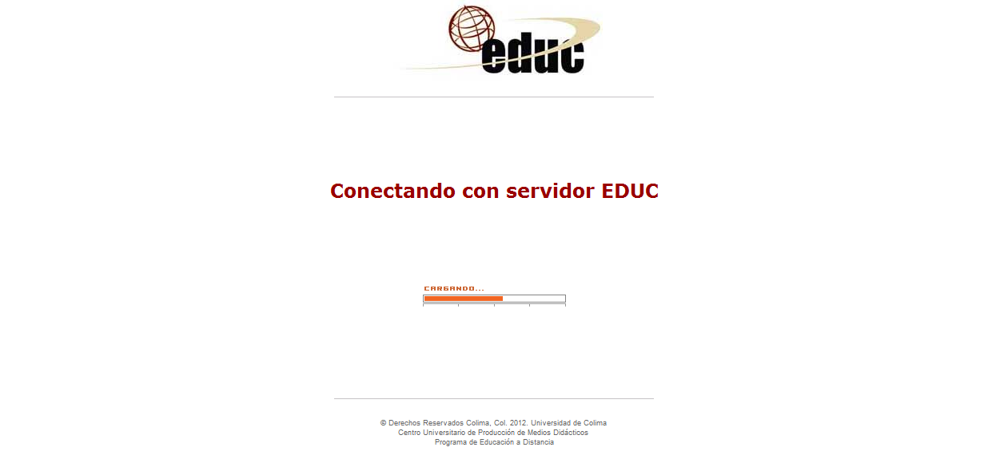 educ
Conectando con servidor EDUC
CARGANDO...
© Derechos Reservados Colima, Col. 2012. Universidad de Colima
Centro Universitario de Producción de Medios Didácticos
Programa de Educación a Distancia